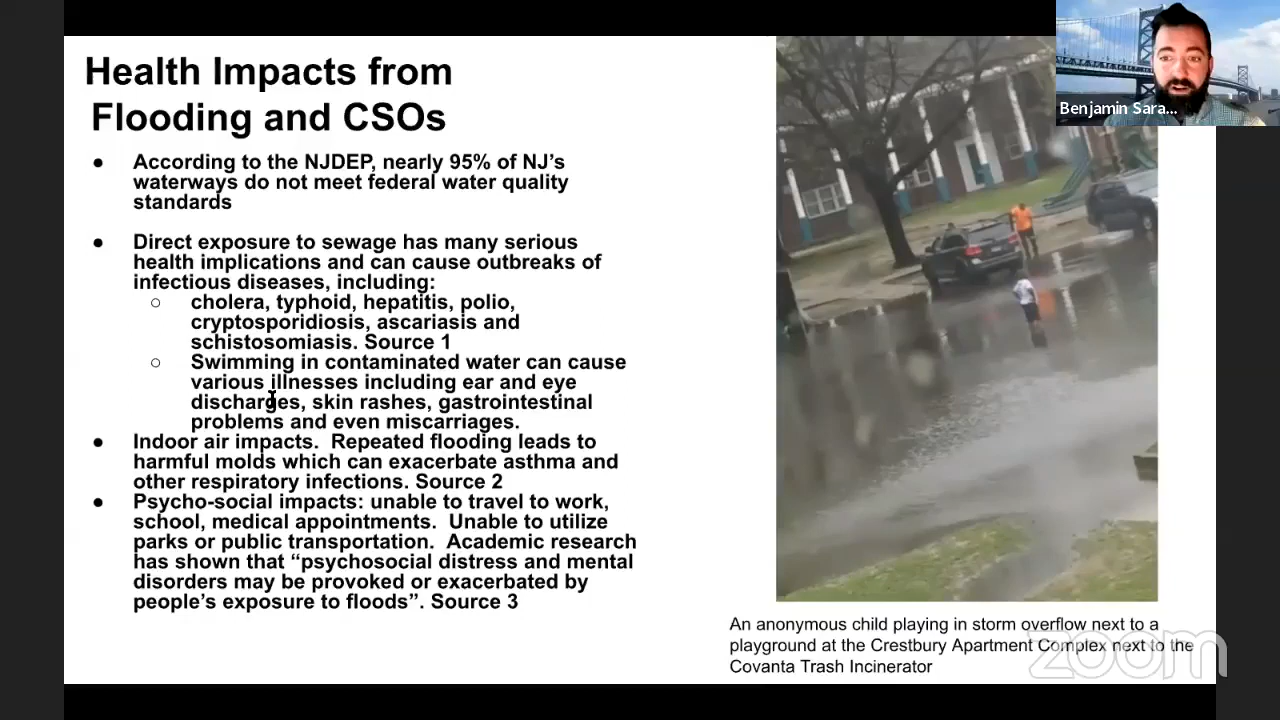 Health Impacts from
Flooding and CSOs
● According to the NJDEP, nearly 95% of NJ’s
waterways do not meet federal water quality
standards
● Direct exposure to sewage has many serious
health implications and can cause outbreaks of
infectious diseases, including:
○ cholera, typhoid, hepatitis, polio,
cryptosporidiosis, ascariasis and
schistosomiasis. Source 1
○ Swimming in contaminated water can cause
various illnesses including ear and eye
discharges, skin rashes, gastrointestinal
problems and even miscarriages.
● Indoor air impacts.  Repeated flooding leads to
harmful molds which can exacerbate asthma and
other respiratory infections. Source 2
● Psycho-social impacts: unable to travel to work,
school, medical appointments.  Unable to utilize
parks or public transportation.  Academic research
has shown that “psychosocial distress and mental
disorders may be provoked or exacerbated by
people’s exposure to floods”. Source 3
Benjamin Sara...
An anonymous child playing in storm overflow next to a
playground at the Crestbury Apartment Complex next to the
Covanta Trash Incinerator
zoom